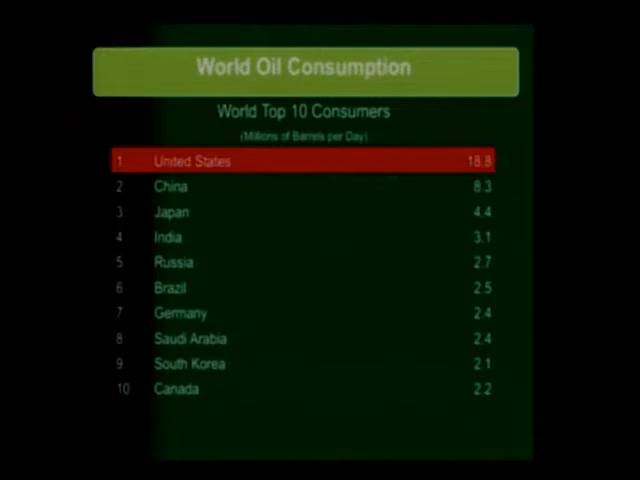 World Oil Consumption
World Top 10 Consumers
(Millions of Barrels per Day)
1 United States 18.8
2 China 8.3
3 Japan 4.4
4 India 3.1
5 Russia 2.7
6 Brazil 2.5
7 Germany 2.4
8 Saudi Arabia 2.4
9 South Korea 2.1
10 Canada 2.2